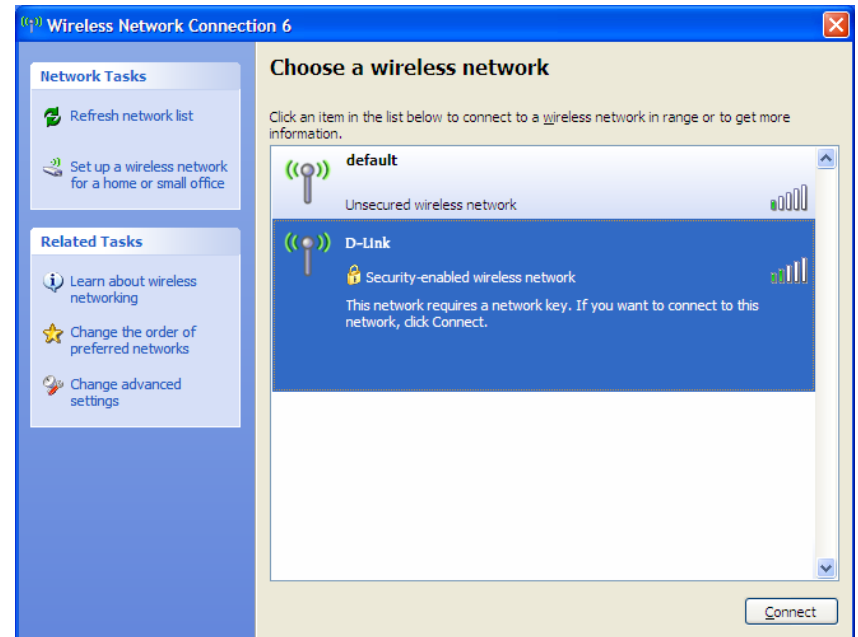 Wireless Network Connection 6
Network Tasks
Refresh network list
Set up a wireless network
for a home or small office
Related Tasks
Learn about wireless
networking
Change the order of
preferred networks
Change advanced
settings
Choose a wireless network
Click an item in the list below to connect to a wireless network in range or to get more
information.
default
Unsecured wireless network
D-Link
Security-enabled wireless network
This network requires a network key. If you want to connect to this
network, click Connect.
Connect